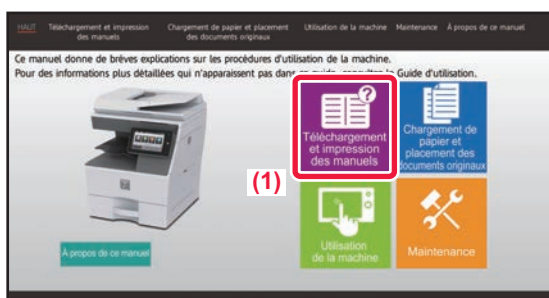 HAUT
Téléchargement et impression
des manuels
Chargement de papier et placement
des documents originaux
Utilisation de la machine
Maintenance
À propos de ce manuel
Ce manuel donne de brèves explications sur les procédures d'utilisation de la machine.
Pour des informations plus détaillées qui n'apparaissent pas dans ce guide, consultez le Guide d'utilisation.
Téléchargement
et impression
des manuels
Chargement de
papier et
placement des
documents originaux
(1)
Utilisation
de la machine
Maintenance
À propos de ce manuel